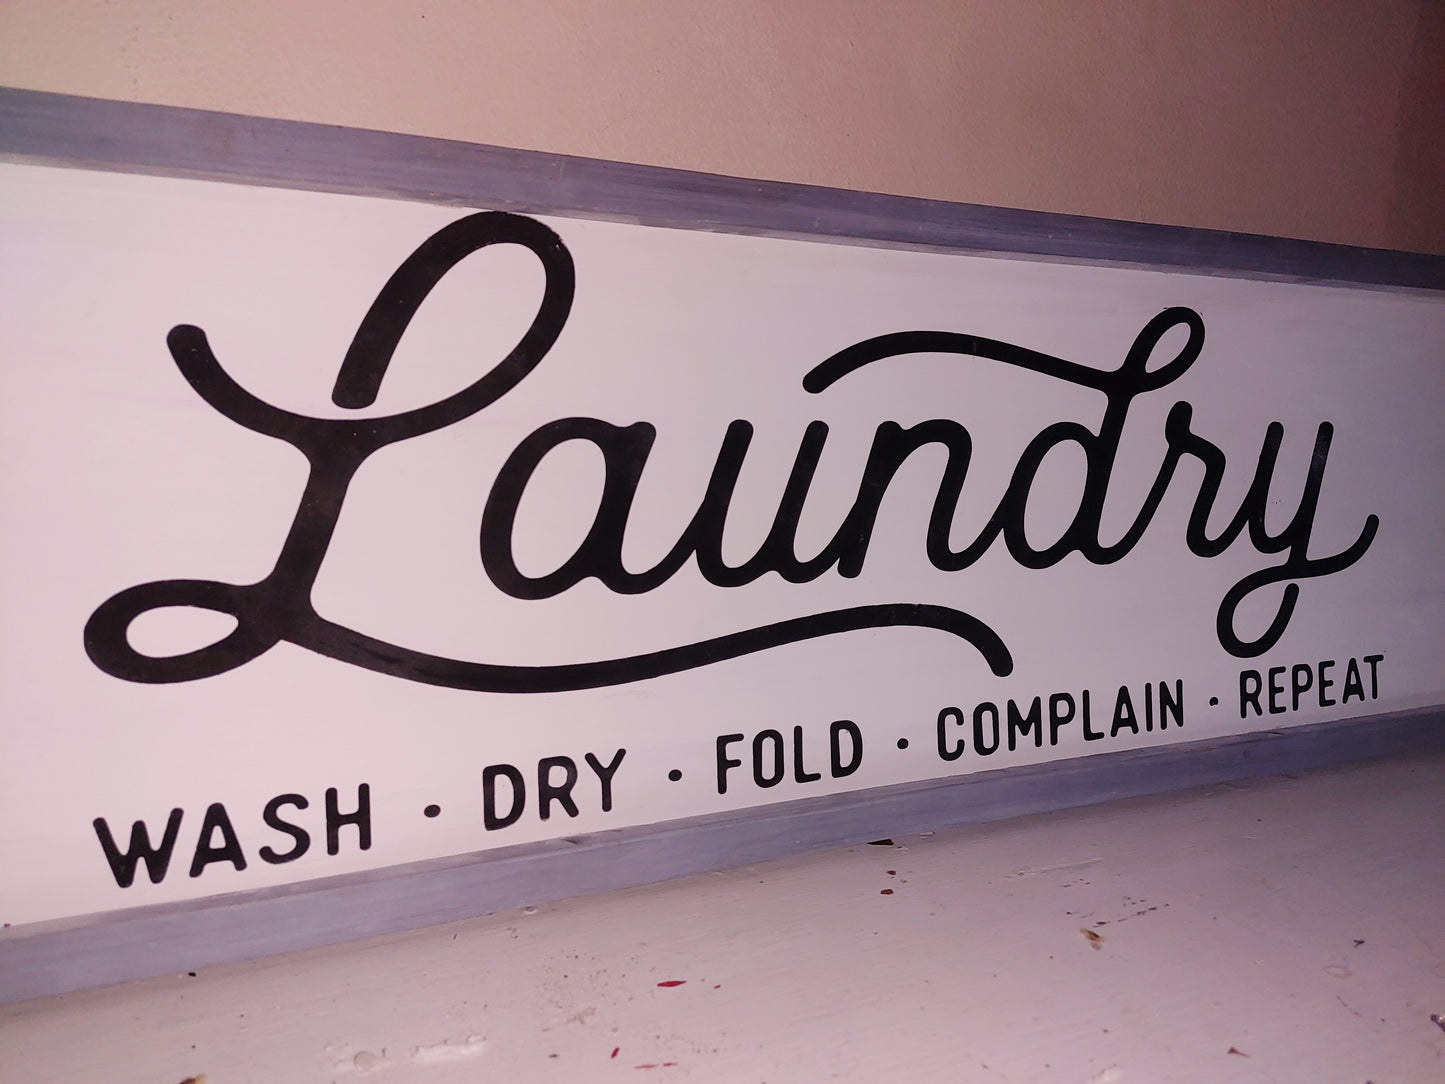 Laundry
WASH · DRY · FOLD · COMPLAIN · REPEAT